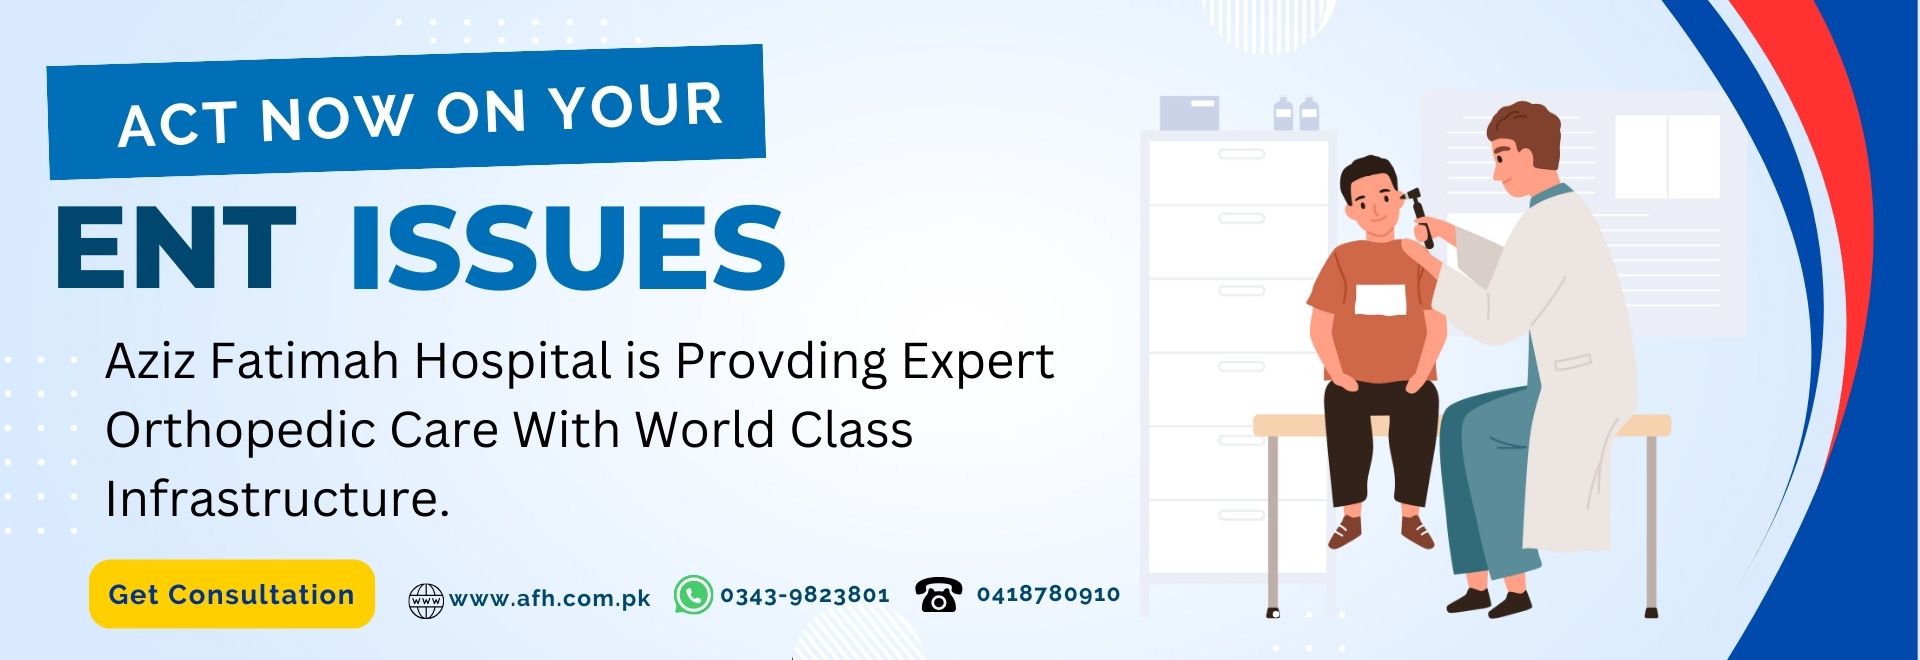 ACT NOW ON YOUR
ENT ISSUES
Aziz Fatimah Hospital is Provding Expert
Orthopedic Care With World Class
Infrastructure.
Get Consultation
www
www.afh.com.pk
0343-9823801
0418780910